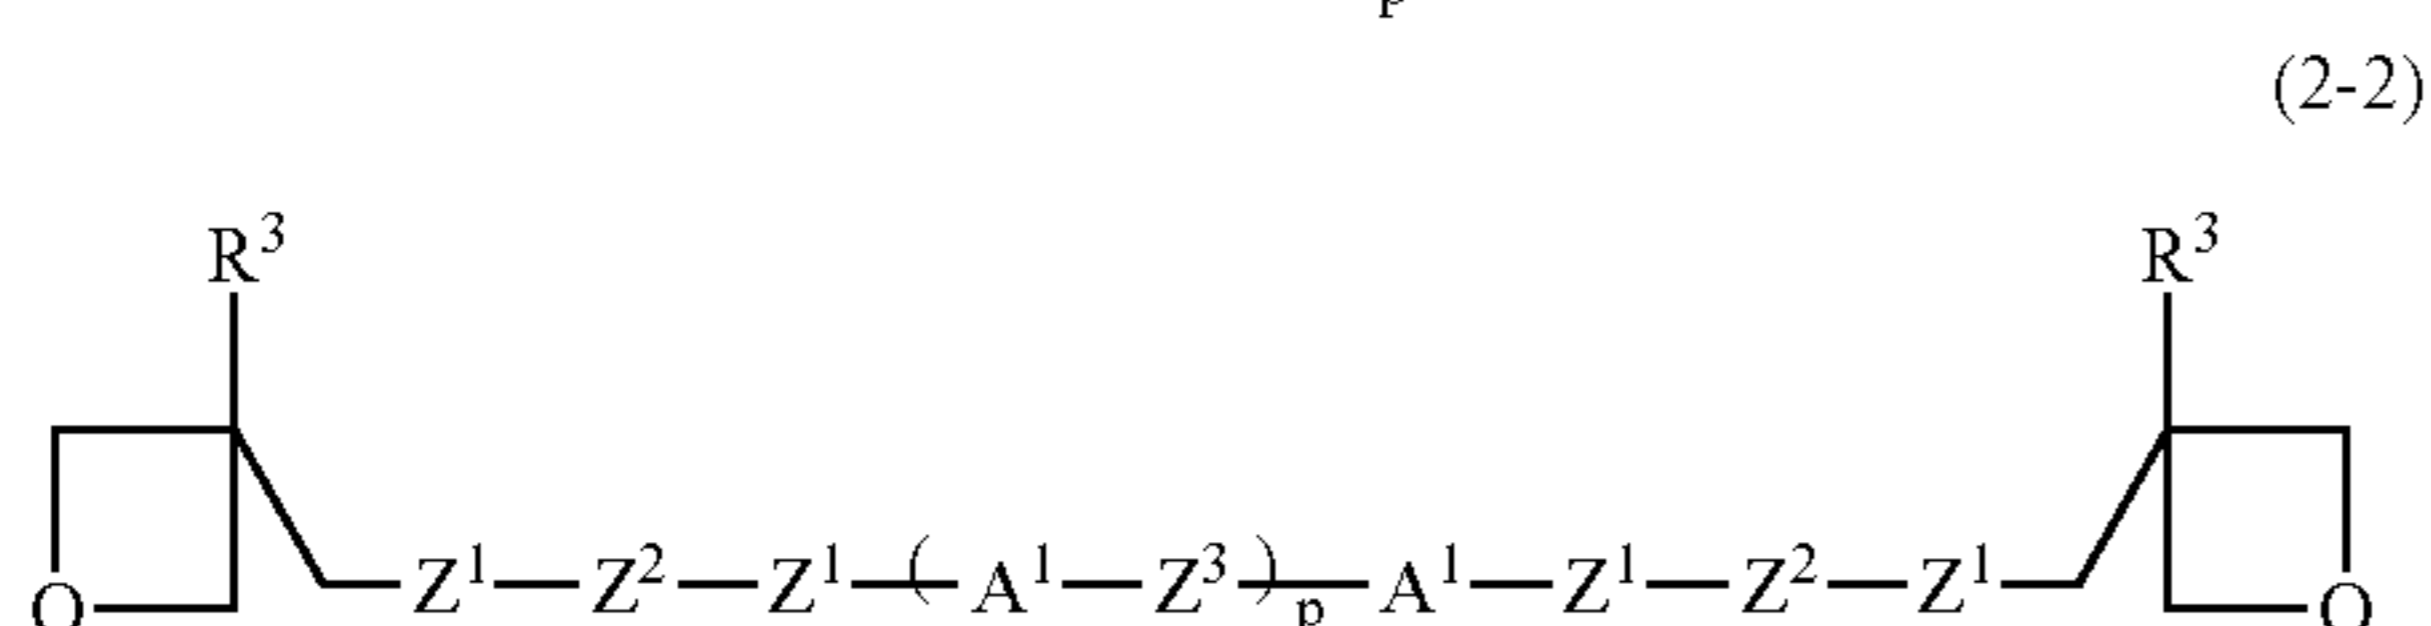 p
(2-2)
R³ R³
O Z¹—Z²—Z¹—(A¹—Z³)ₚ—A¹—Z¹—Z²—Z¹ O